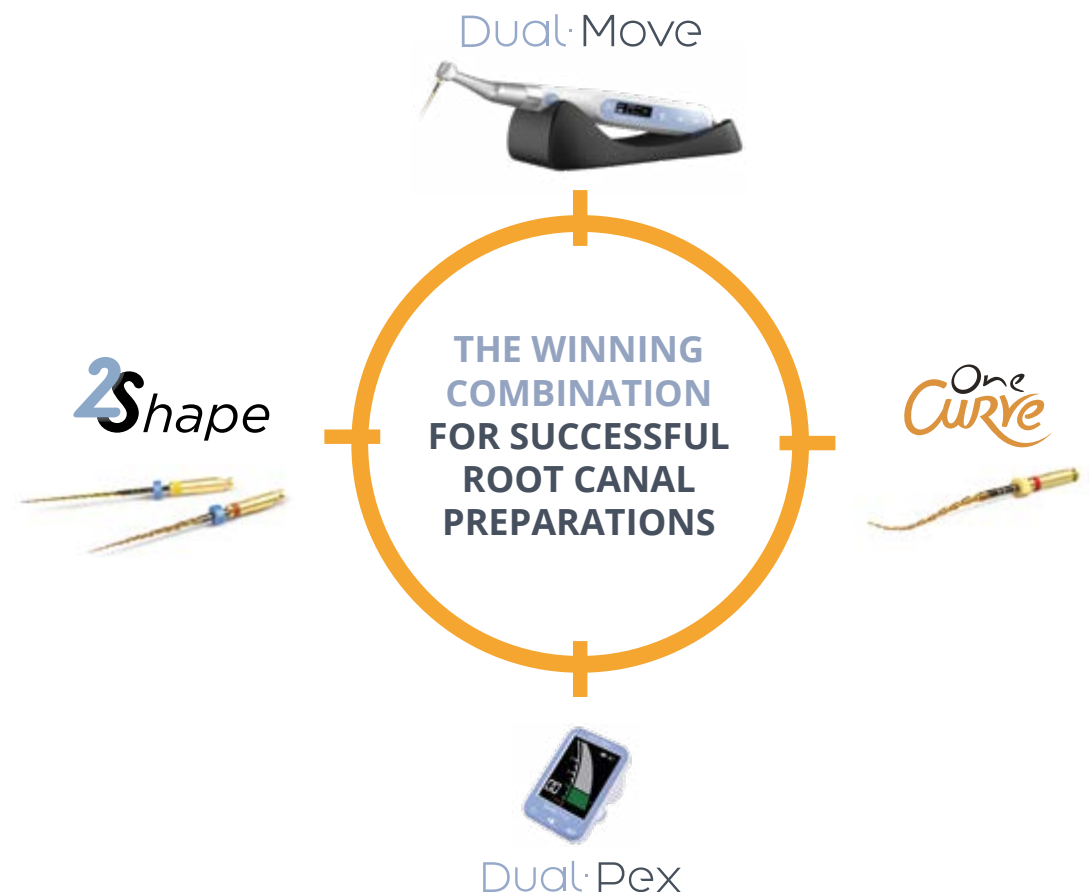 Dual·Move
2Shape
THE WINNING
COMBINATION
FOR SUCCESSFUL
ROOT CANAL
PREPARATIONS
One
Curve
Dual·Pex